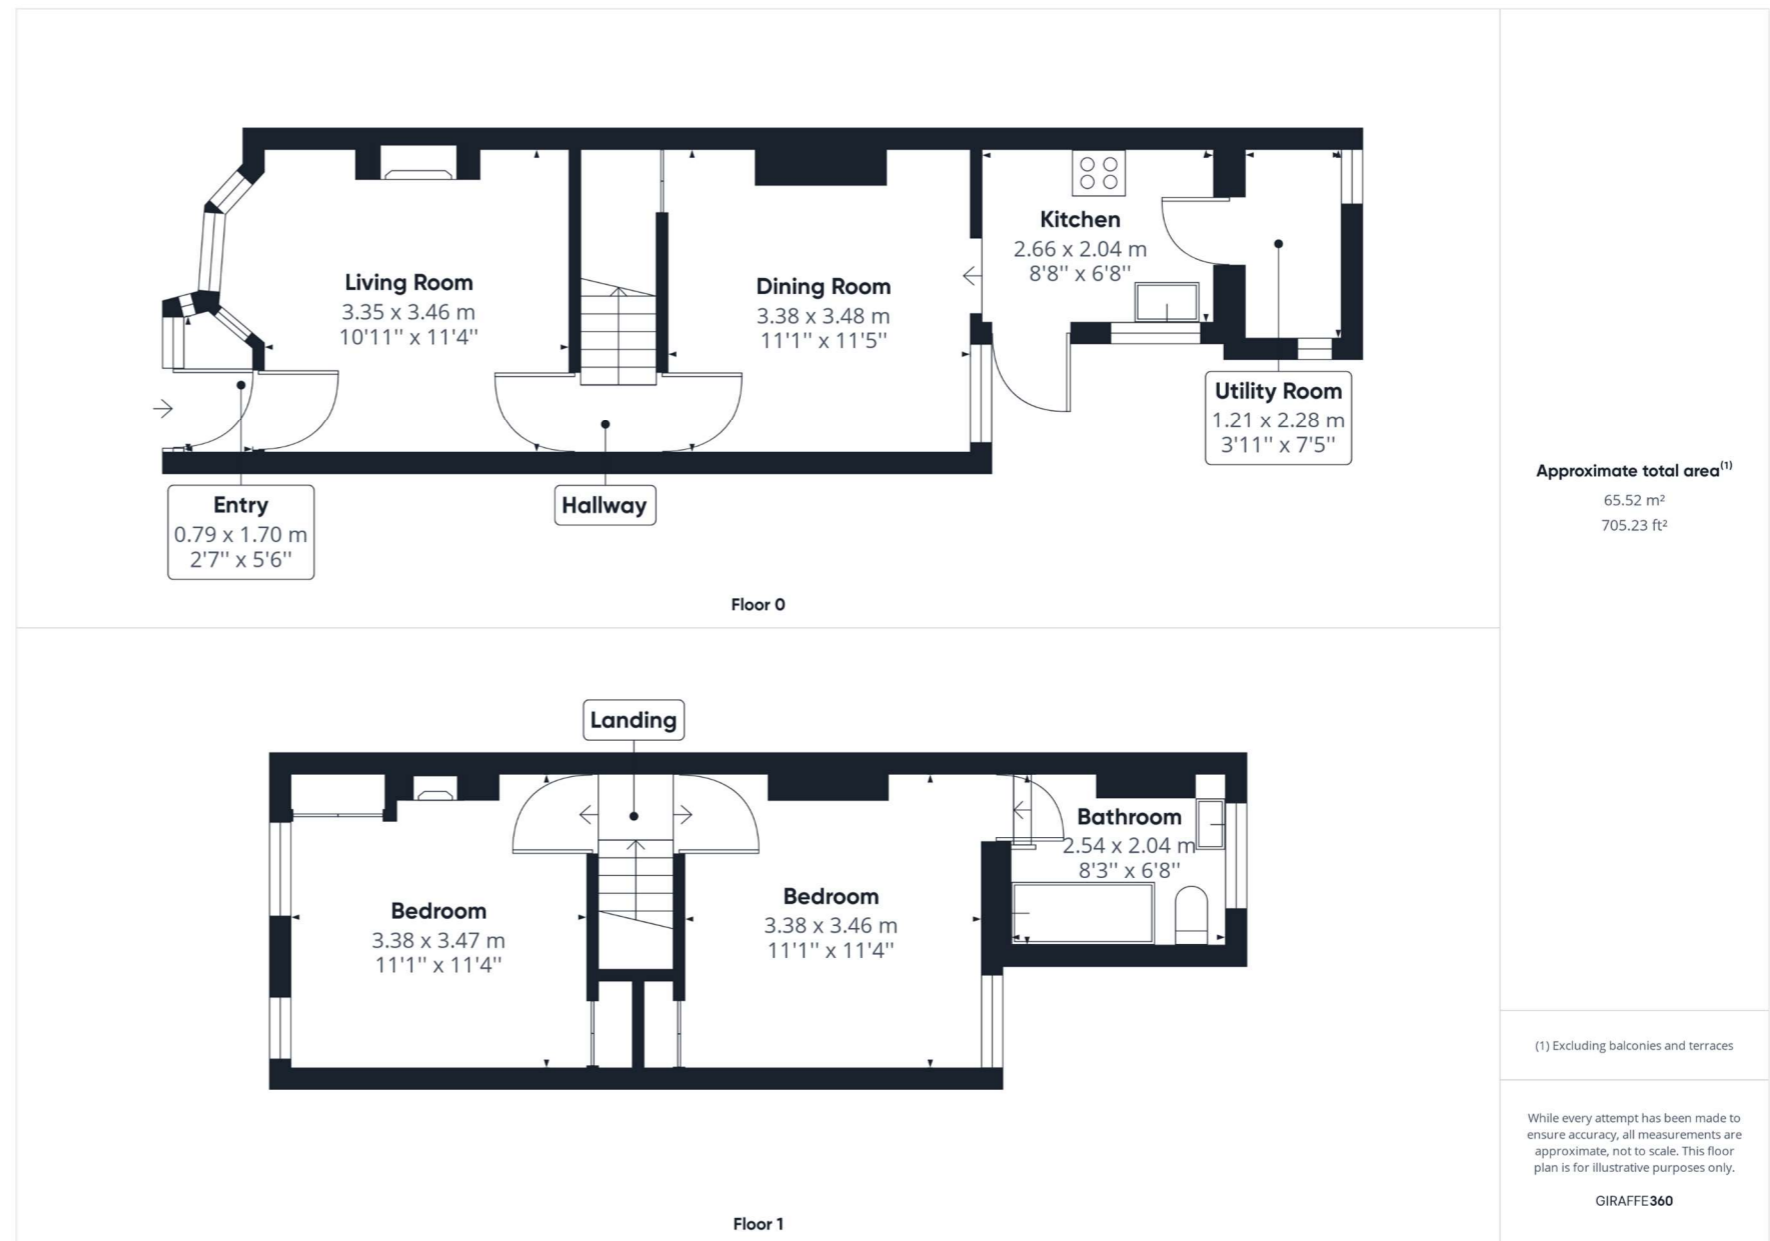 Living Room
3.35 x 3.46 m
10'11'' x 11'4''
Dining Room
3.38 x 3.48 m
11'1'' x 11'5''
Kitchen
2.66 x 2.04 m
8'8'' x 6'8''
Utility Room
1.21 x 2.28 m
3'11'' x 7'5''
Entry
0.79 x 1.70 m
2'7'' x 5'6''
Hallway
Floor 0
Landing
Bedroom
3.38 x 3.47 m
11'1'' x 11'4''
Bedroom
3.38 x 3.46 m
11'1'' x 11'4''
Bathroom
2.54 x 2.04 m
8'3'' x 6'8''
Floor 1
Approximate total area(1)
65.52 m²
705.23 ft²
(1) Excluding balconies and terraces
While every attempt has been made to
ensure accuracy, all measurements are
approximate, not to scale. This floor
plan is for illustrative purposes only.
GIRAFFE360